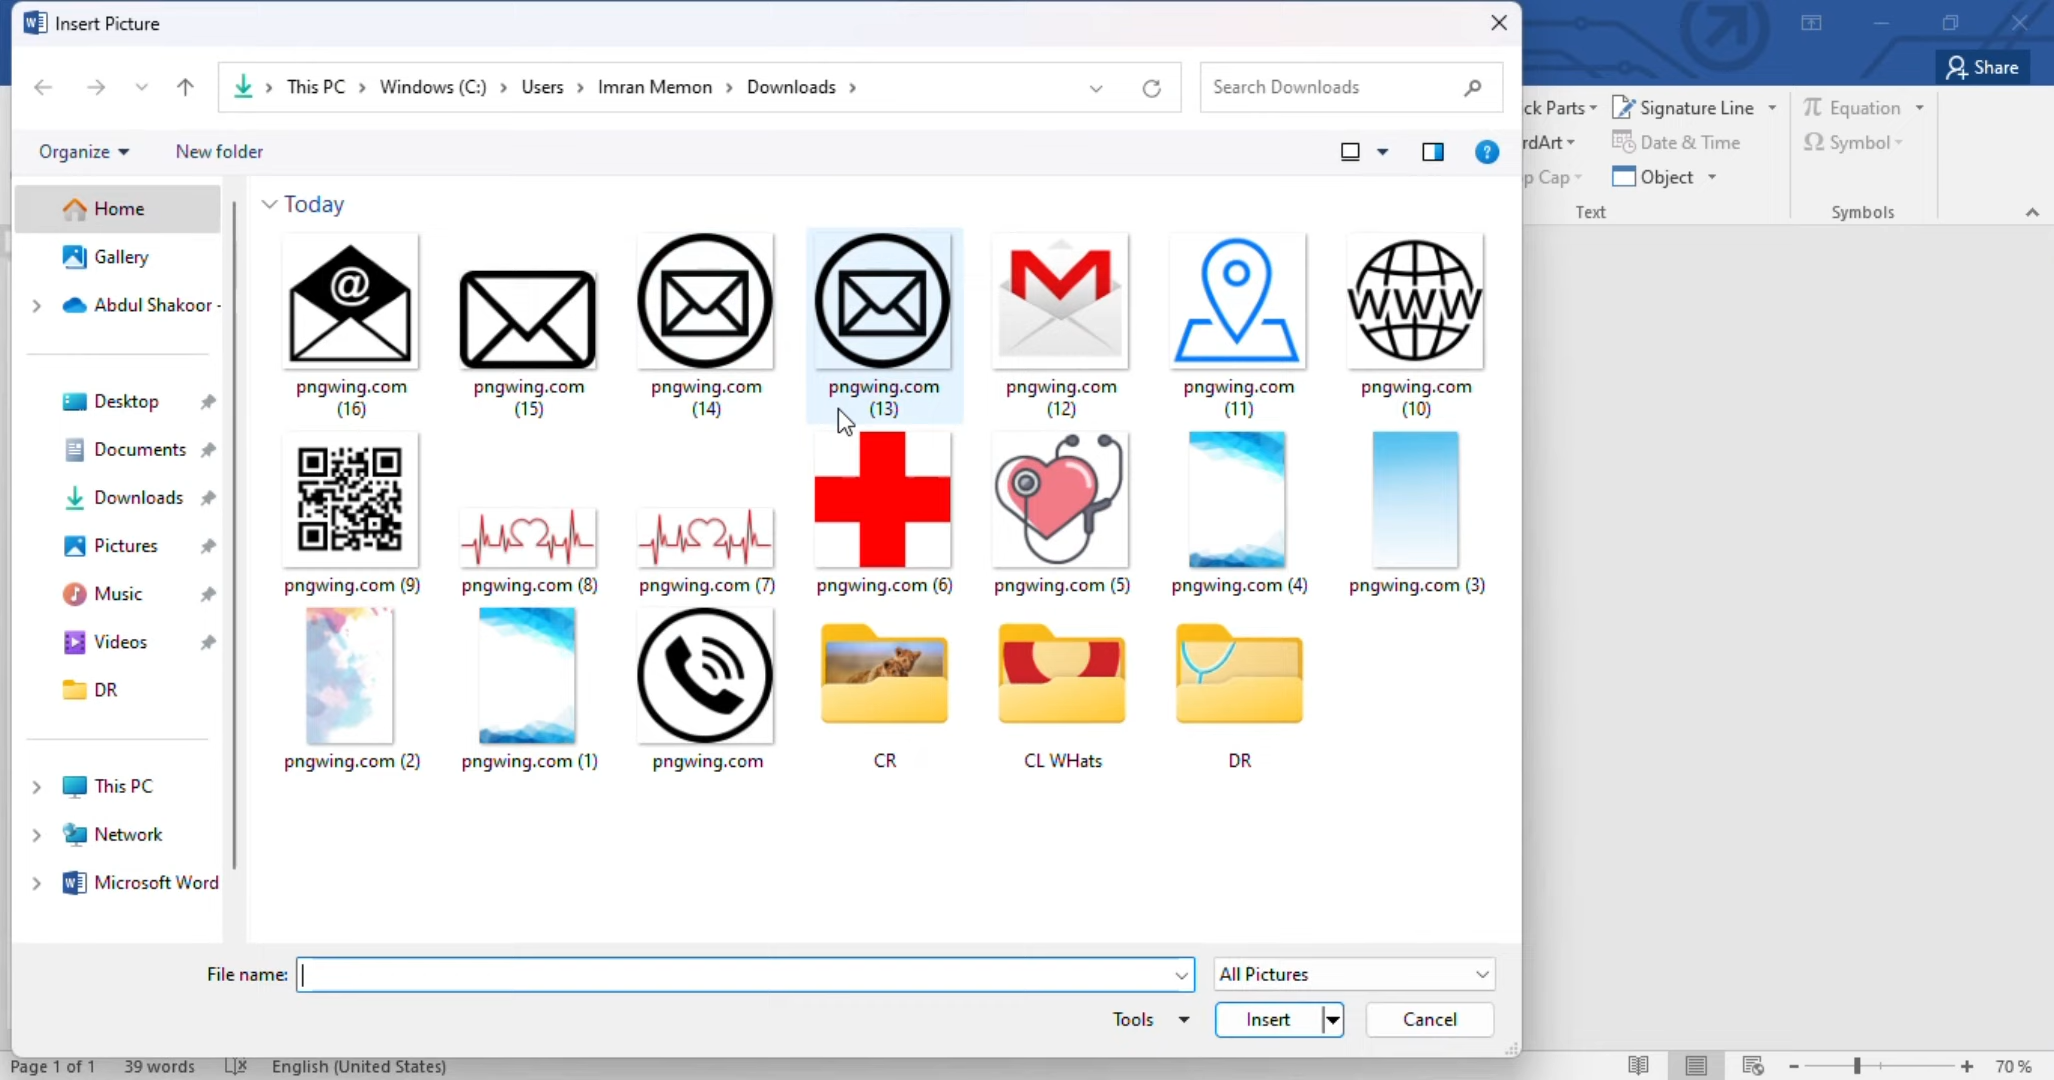 Insert Picture
Share
This PC > Windows (C:) > Users > Imran Memon > Downloads >
Search Downloads
ck Parts
Signature Line
Equation
rdArt
Date & Time
Symbol
p Cap
Object
Text
Symbols
Organize
New folder
Home
Gallery
Abdul Shakoor -
Desktop
Documents
Downloads
Pictures
Music
Videos
DR
This PC
Network
Microsoft Word
Today
@
WWW
pngwing.com (16)
pngwing.com (15)
pngwing.com (14)
pngwing.com (13)
pngwing.com (12)
pngwing.com (11)
pngwing.com (10)
pngwing.com (9)
pngwing.com (8)
pngwing.com (7)
pngwing.com (6)
pngwing.com (5)
pngwing.com (4)
pngwing.com (3)
pngwing.com (2)
pngwing.com (1)
pngwing.com
CR
CL WHats
DR
File name:
All Pictures
Tools
Insert
Cancel
Page 1 of 1
39 words
English (United States)
70 %